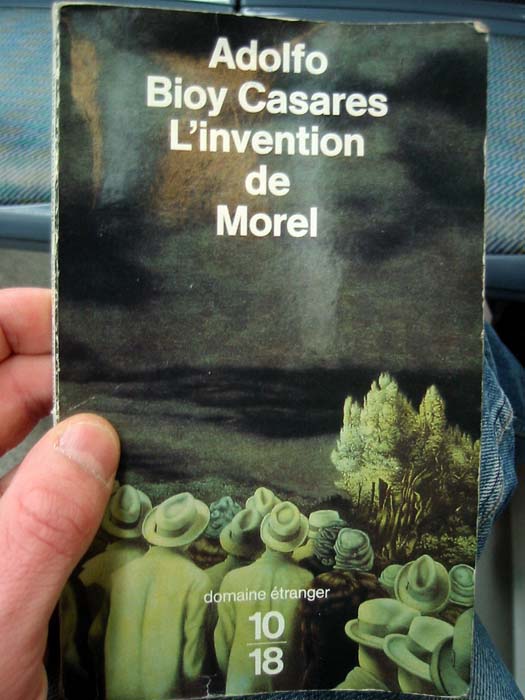 Adolfo
Bioy Casares
L'invention
de
Morel
domaine étranger
10
18